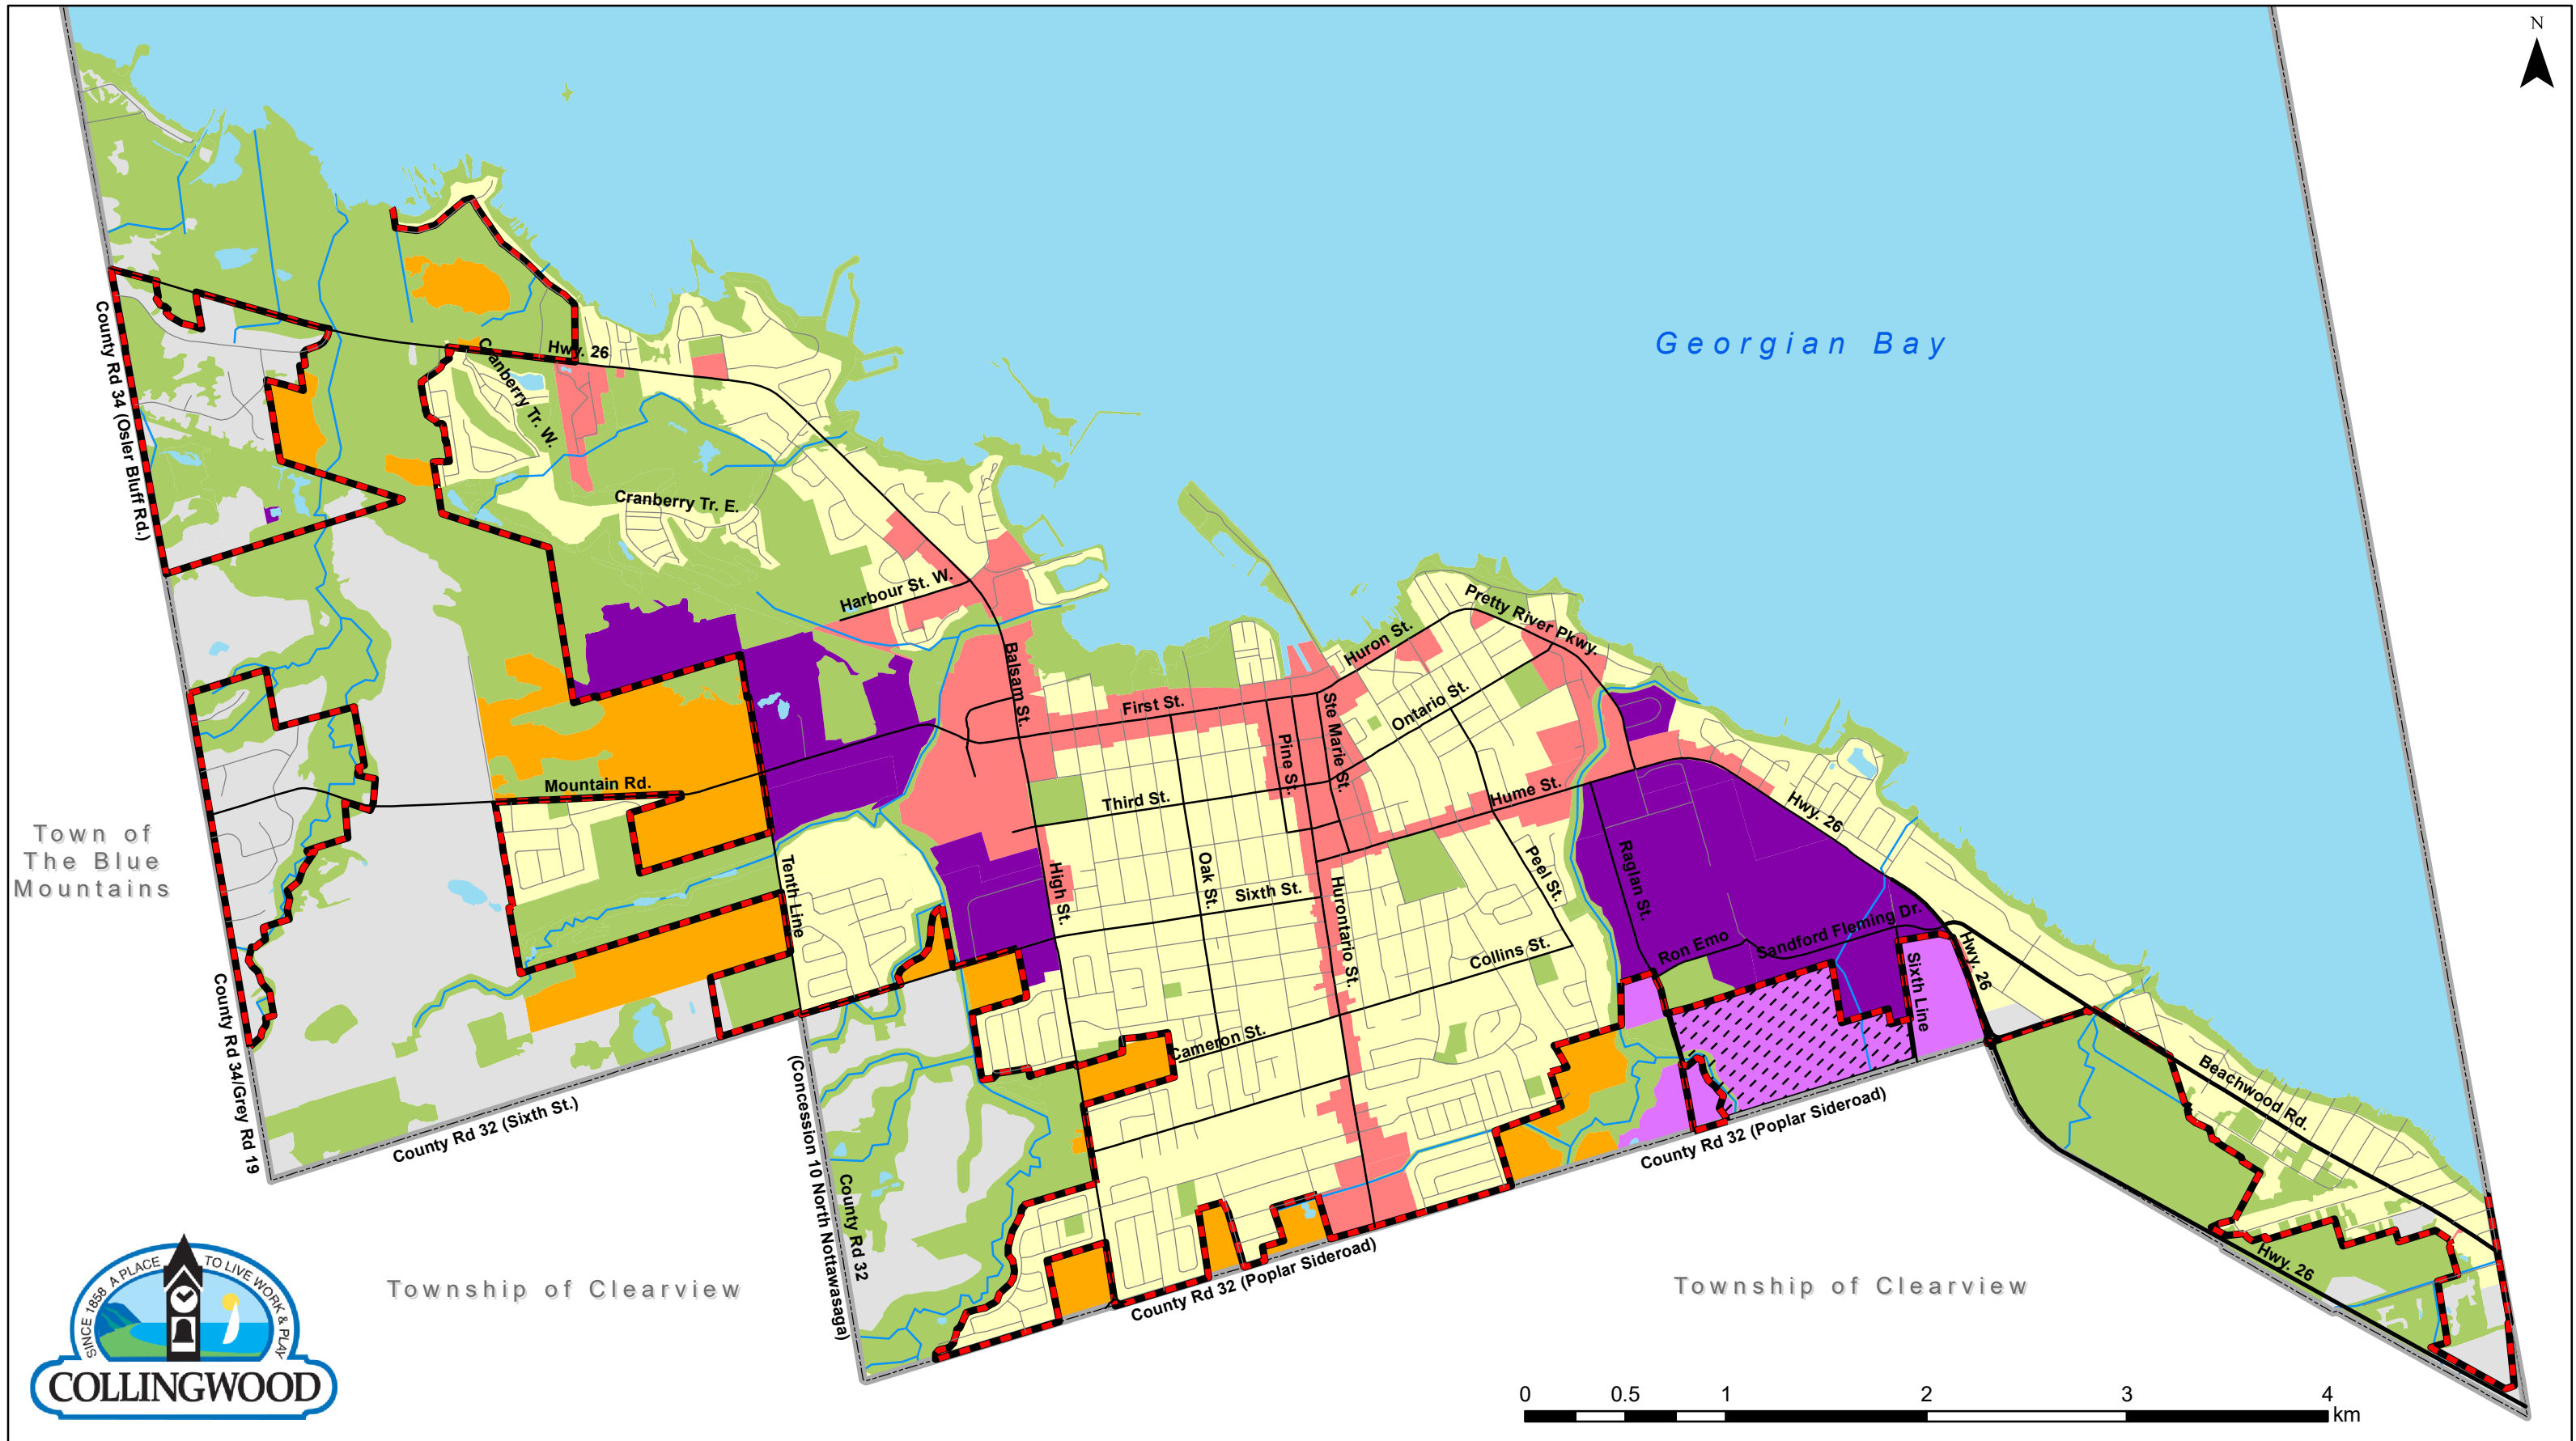 N
Georgian Bay
County Rd 34 (Osler Bluff Rd.)
Cranberry Tr. W.
Hwy. 26
Cranberry Tr. E.
Harbour St. W.
Balsam St.
First St.
Pine St.
Ste Marie St.
Huron St.
Pretty River Pkwy.
Ontario St.
Mountain Rd.
Third St.
Hume St.
Hwy. 26
Town of
The Blue
Mountains
Tenth Line
High St.
Oak St.
Sixth St.
Hurontario St.
Peel St.
Raglan St.
Collins St.
Ron Emo
Sandford Fleming Dr.
Sixth Line
Hwy. 26
Cameron St.
County Rd 34/Grey Rd 19
County Rd 32 (Sixth St.)
(Concession 10 North Nottawasaga)
County Rd 32
County Rd 32 (Poplar Sideroad)
County Rd 32 (Poplar Sideroad)
Beachwood Rd.
Hwy. 26
Township of Clearview
Township of Clearview
SINCE 1858 A PLACE TO LIVE WORK & PLAY
COLLINGWOOD
0 0.5 1 2 3 4
km